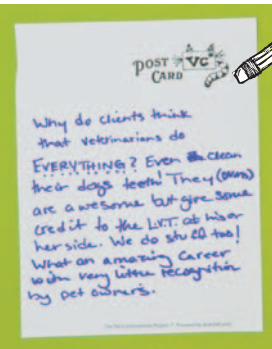 POST CARD
VC
Why do clients think
that veterinarians do
EVERYTHING? Even clean
their dogs teeth! They (DVMs)
are awesome but give some
credit to the L.V.T. at his or
her side. We do stuff too!
What an amazing career
with very little recognition
by pet owners.